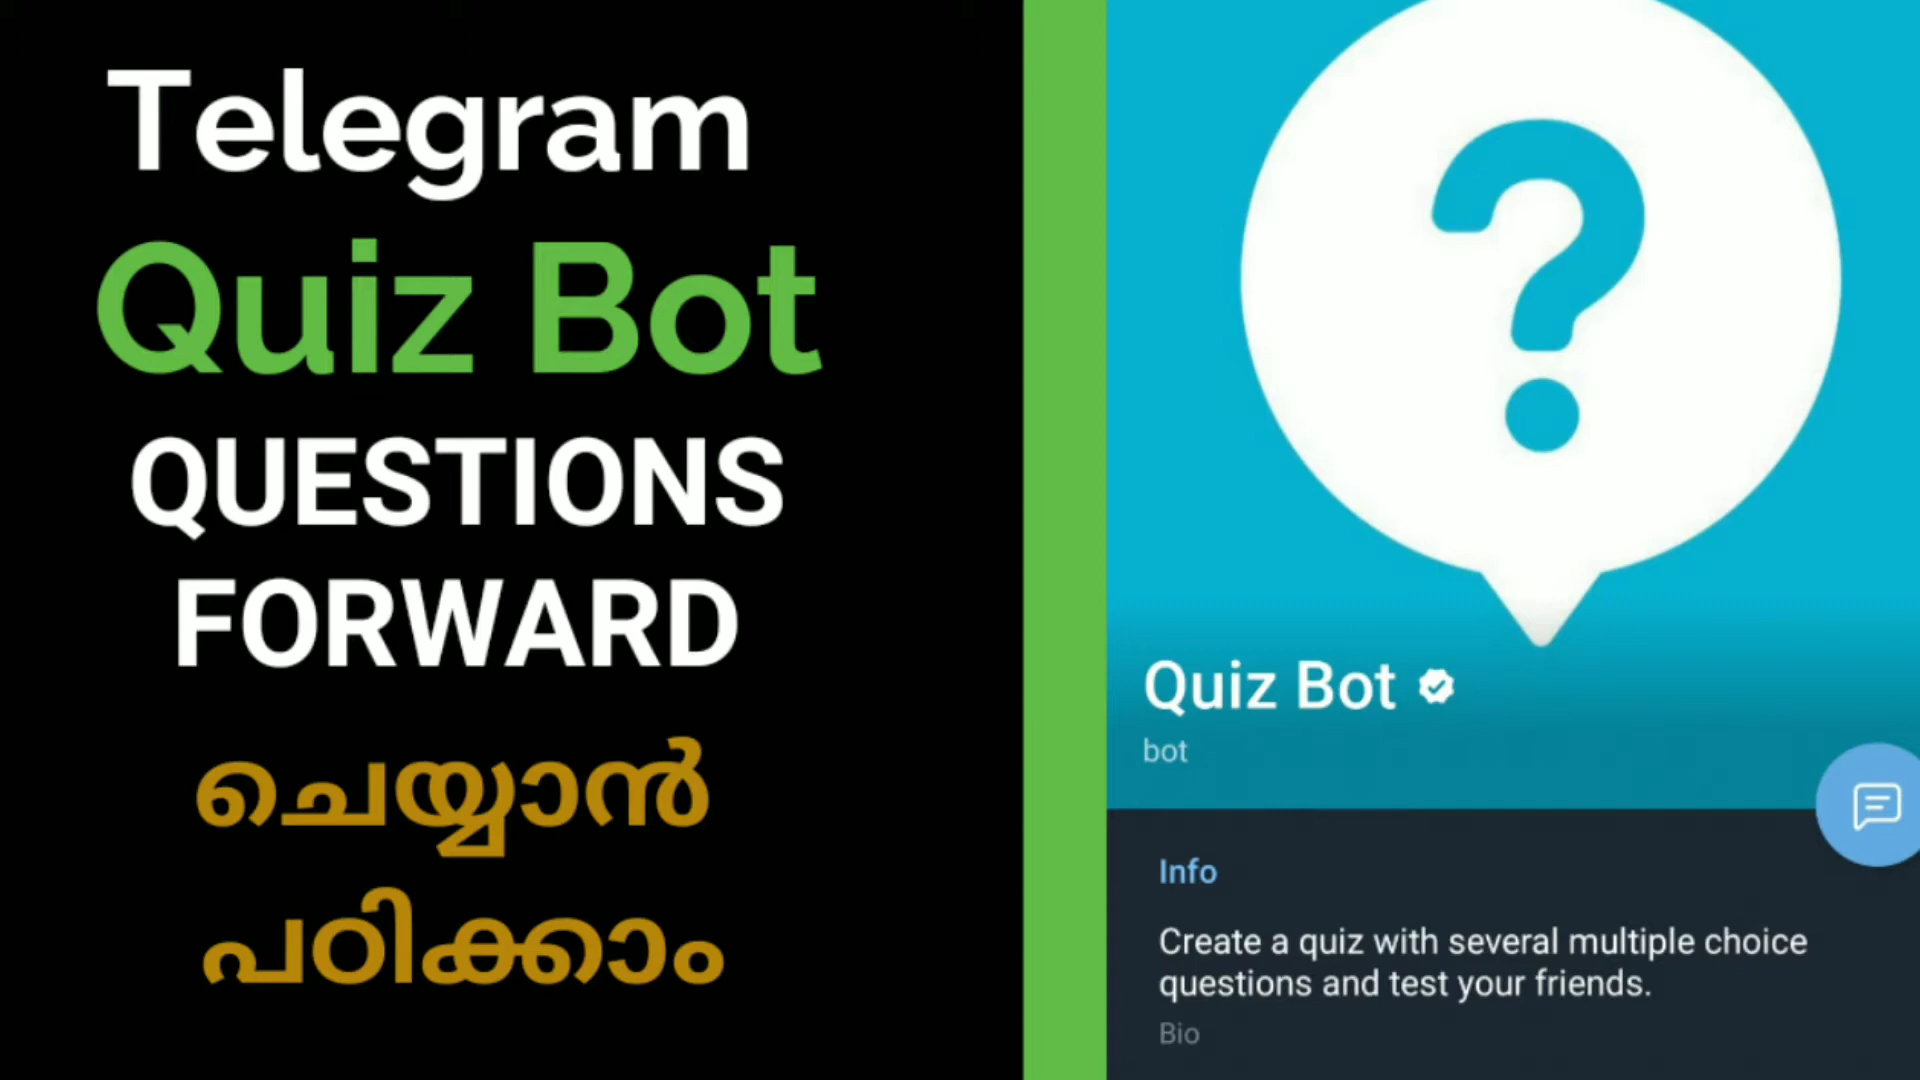 Telegram
Quiz Bot
QUESTIONS
FORWARD
ചെയ്യാൻ
പഠിക്കാം
Quiz Bot
bot
Info
Create a quiz with several multiple choice
questions and test your friends.
Bio